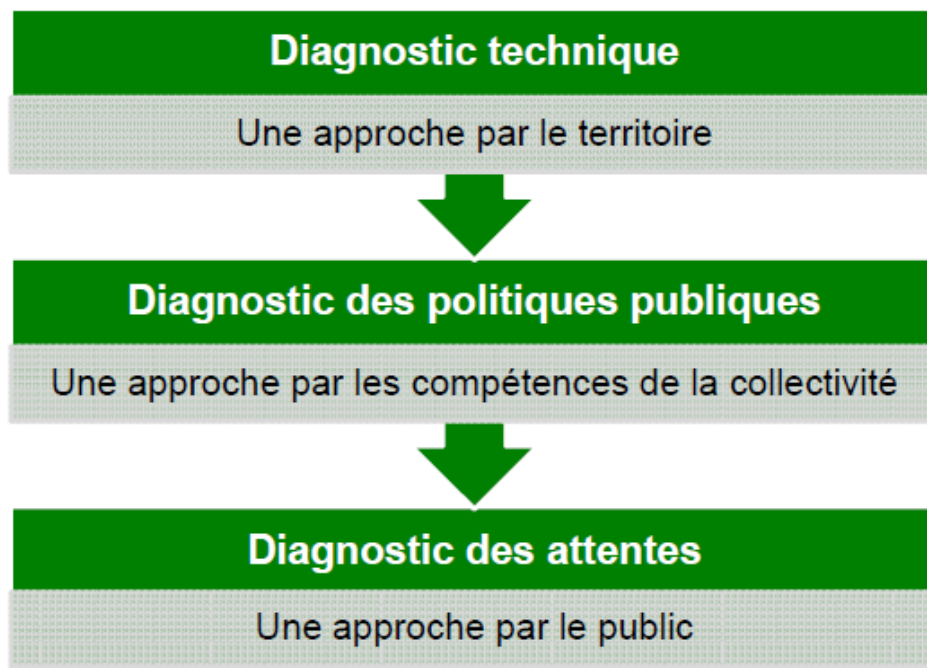 Diagnostic technique
Une approche par le territoire
Diagnostic des politiques publiques
Une approche par les compétences de la collectivité
Diagnostic des attentes
Une approche par le public